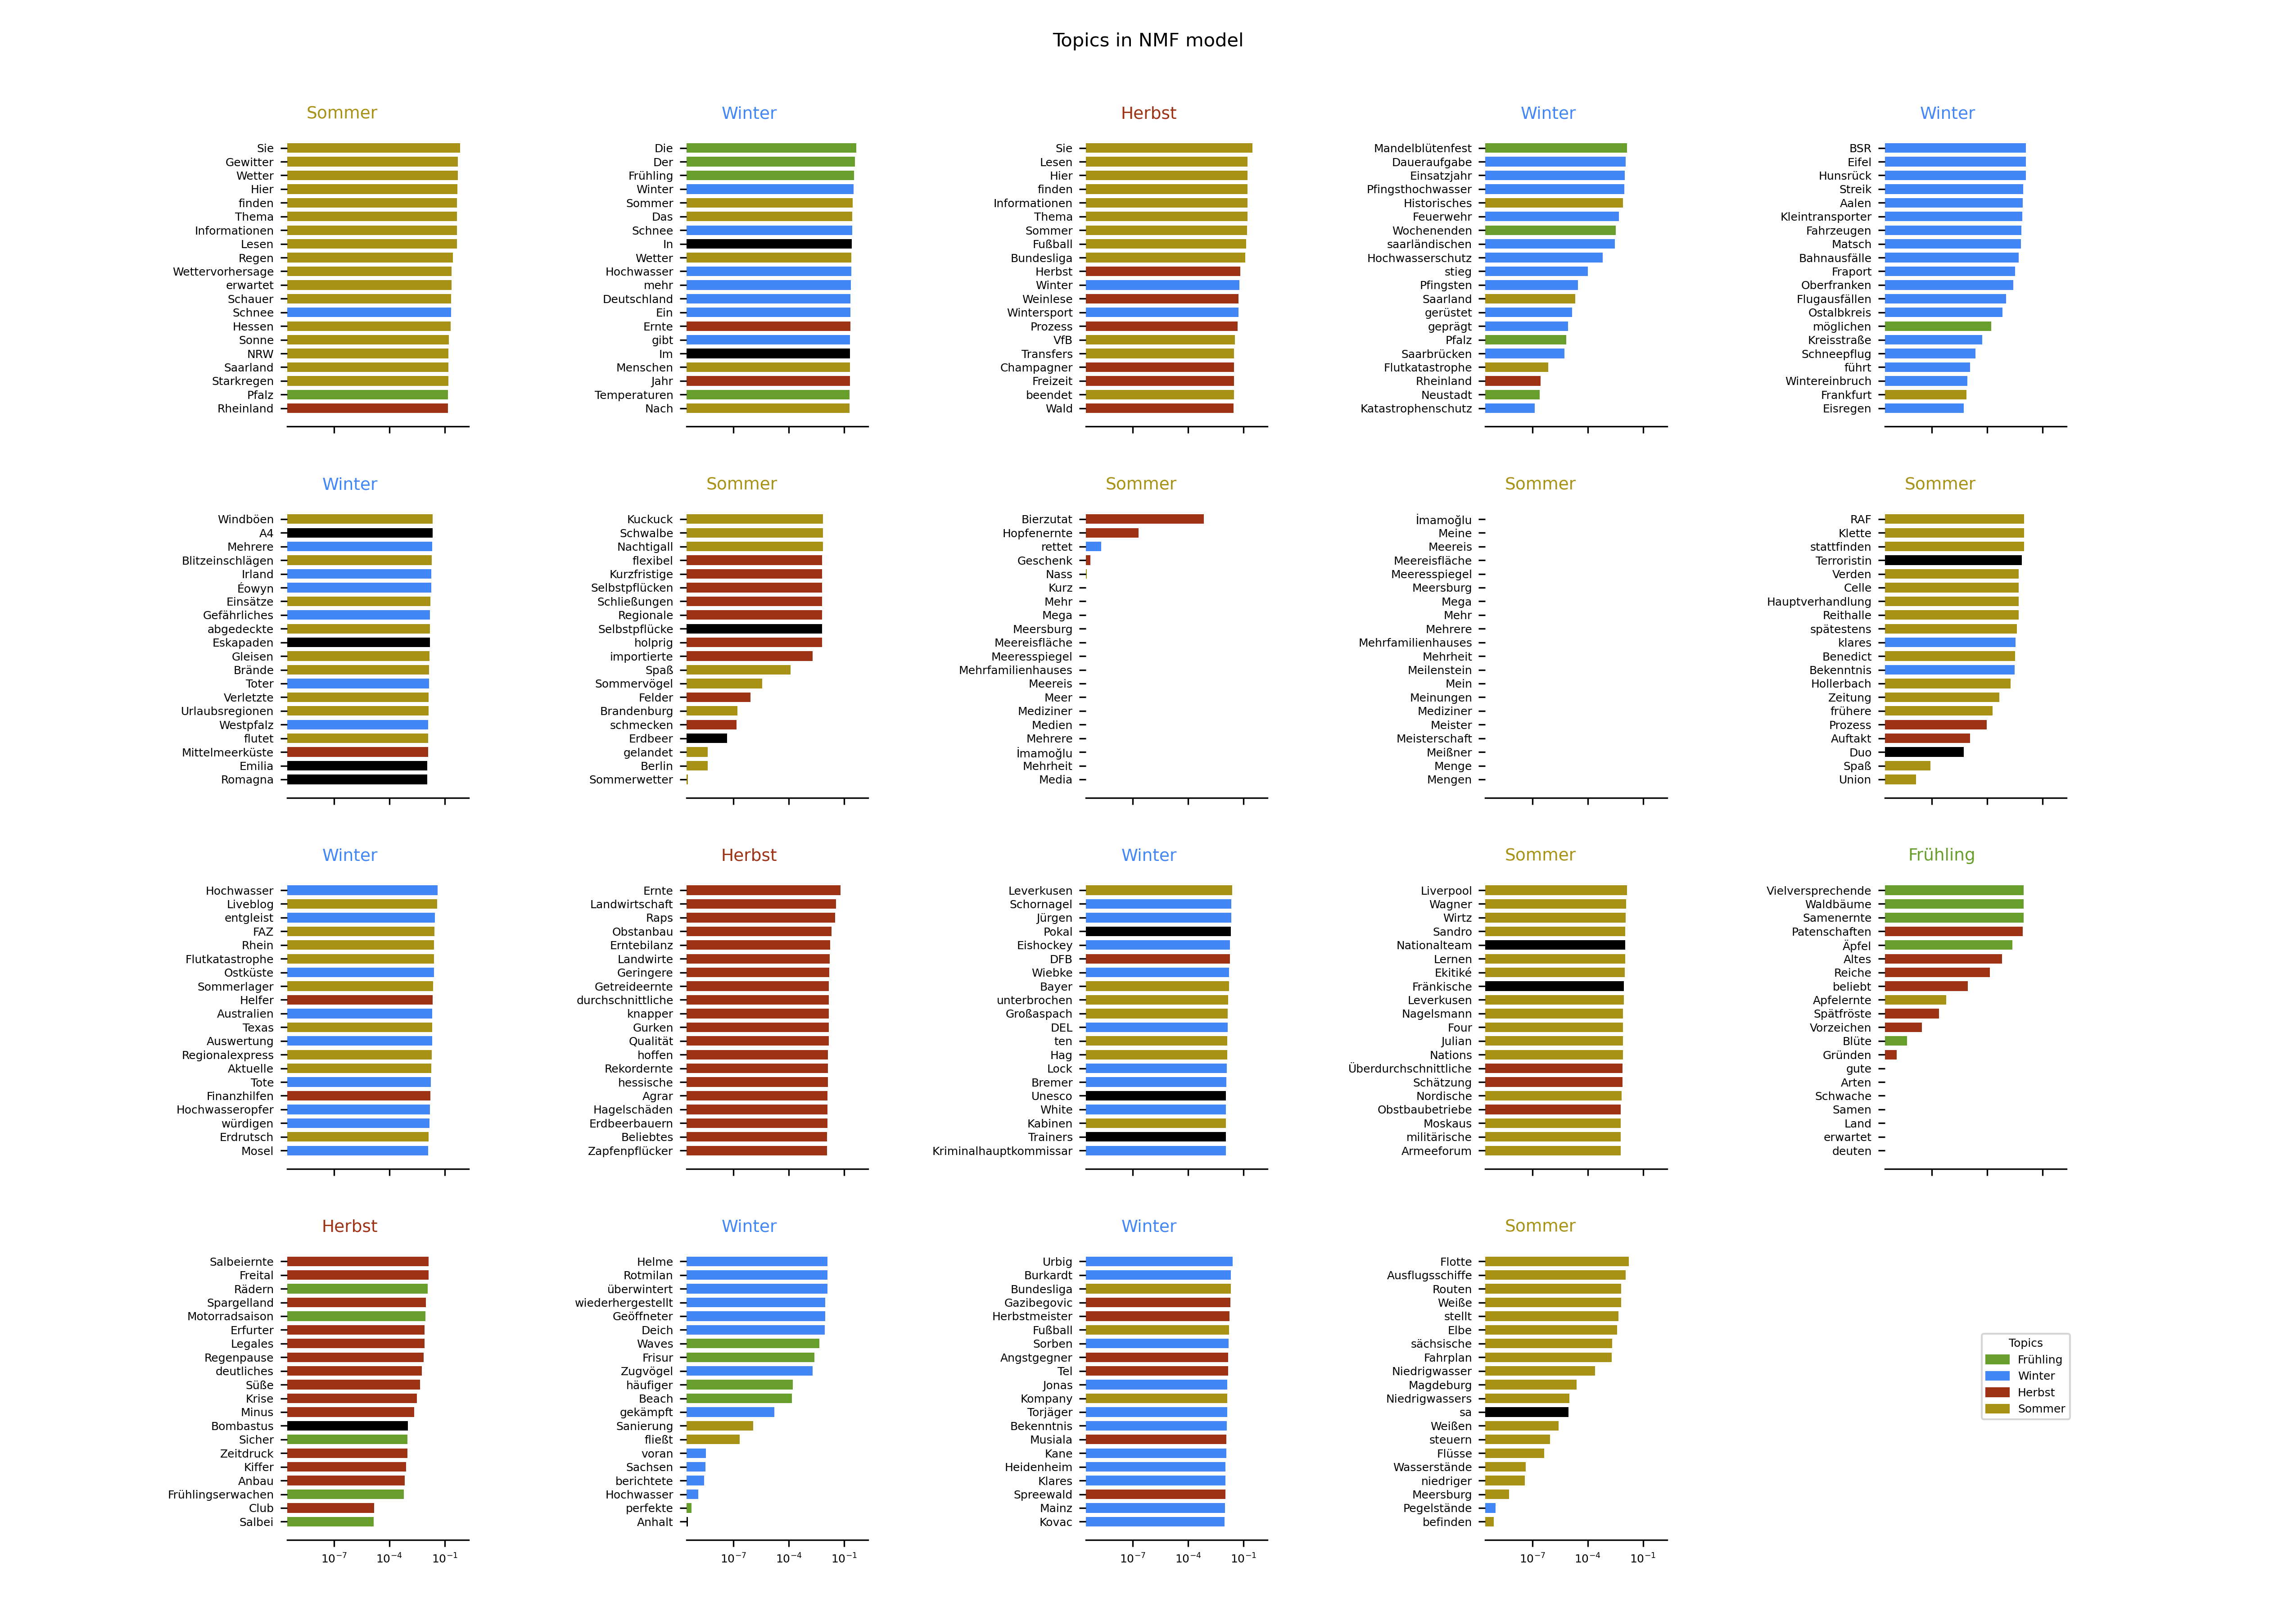 Topics in NMF model
Sommer
Sie
Gewitter
Wetter
Hier
finden
Thema
Informationen
Lesen
Regen
Wettervorhersage
erwartet
Schauer
Schnee
Hessen
Sonne
NRW
Saarland
Starkregen
Pfalz
Rheinland
Winter
Die
Der
Frühling
Winter
Sommer
Das
Schnee
In
Wetter
Hochwasser
mehr
Deutschland
Ein
Ernte
gibt
Im
Menschen
Jahr
Temperaturen
Nach
Herbst
Sie
Lesen
Hier
finden
Informationen
Thema
Sommer
Fußball
Bundesliga
Herbst
Winter
Weinlese
Wintersport
Prozess
VfB
Transfers
Champagner
Freizeit
beendet
Wald
Winter
Mandelblütenfest
Daueraufgabe
Einsatzjahr
Pfingsthochwasser
Historisches
Feuerwehr
Wochenenden
saarländischen
Hochwasserschutz
stieg
Pfingsten
Saarland
gerüstet
geprägt
Pfalz
Saarbrücken
Flutkatastrophe
Rheinland
Neustadt
Katastrophenschutz
Winter
BSR
Eifel
Hunsrück
Streik
Aalen
Kleintransporter
Fahrzeugen
Matsch
Bahnausfälle
Fraport
Oberfranken
Flugausfällen
Ostalbkreis
möglichen
Kreisstraße
Schneepflug
führt
Wintereinbruch
Frankfurt
Eisregen
Winter
Windböen
A4
Mehrere
Blitzeinschlägen
Irland
Éowyn
Einsätze
Gefährliches
abgedeckte
Eskapaden
Gleisen
Brände
Toter
Verletzte
Urlaubsregionen
Westpfalz
flutet
Mittelmeerküste
Emilia
Romagna
Sommer
Kuckuck
Schwalbe
Nachtigall
flexibel
Kurzfristige
Selbstpflücken
Schließungen
Regionale
Selbstpflücke
holprig
importierte
Spaß
Sommervögel
Felder
Brandenburg
schmecken
Erdbeer
gelandet
Berlin
Sommerwetter
Sommer
Bierzutat
Hopfenernte
rettet
Geschenk
Nass
Kurz
Mehr
Mega
Meersburg
Meereisfläche
Meeresspiegel
Mehrfamilienhauses
Meereis
Meer
Mediziner
Medien
Mehrere
İmamoğlu
Mehrheit
Media
Sommer
İmamoğlu
Meine
Meereis
Meereisfläche
Meeresspiegel
Meersburg
Mega
Mehr
Mehrere
Mehrfamilienhauses
Mehrheit
Meilenstein
Mein
Meinungen
Mediziner
Meister
Meisterschaft
Meißner
Menge
Mengen
Sommer
RAF
Klette
stattfinden
Terroristin
Verden
Celle
Hauptverhandlung
Reithalle
spätestens
klares
Benedict
Bekenntnis
Hollerbach
Zeitung
frühere
Prozess
Auftakt
Duo
Spaß
Union
Winter
Hochwasser
Liveblog
entgleist
FAZ
Rhein
Flutkatastrophe
Ostküste
Sommerlager
Helfer
Australien
Texas
Auswertung
Regionalexpress
Aktuelle
Tote
Finanzhilfen
Hochwasseropfer
würdigen
Erdrutsch
Mosel
Herbst
Ernte
Landwirtschaft
Raps
Obstanbau
Erntebilanz
Landwirte
Geringere
Getreideernte
durchschnittliche
knapper
Gurken
Qualität
hoffen
Rekordernte
hessische
Agrar
Hagelschäden
Erdbeerbauern
Beliebtes
Zapfenpflücker
Winter
Leverkusen
Schornagel
Jürgen
Pokal
Eishockey
DFB
Wiebke
Bayer
unterbrochen
Großaspach
DEL
ten
Hag
Lock
Bremer
Unesco
White
Kabinen
Trainers
Kriminalhauptkommissar
Sommer
Liverpool
Wagner
Wirtz
Sandro
Nationalteam
Lernen
Ekitiké
Fränkische
Leverkusen
Nagelsmann
Four
Julian
Nations
Überdurchschnittliche
Schätzung
Nordische
Obstbaubetriebe
Moskaus
militärische
Armeeforum
Frühling
Vielversprechende
Waldbäume
Samenernte
Patenschaften
Äpfel
Altes
Reiche
beliebt
Apfelernte
Spätfröste
Vorzeichen
Blüte
Gründen
gute
Arten
Schwache
Samen
Land
erwartet
deuten
Herbst
Salbeiernte
Freital
Rädern
Spargelland
Motorradsaison
Erfurter
Legales
Regenpause
deutliches
Süße
Krise
Minus
Bombastus
Sicher
Zeitdruck
Kiffer
Anbau
Frühlingserwachen
Club
Salbei
10⁻⁷ 10⁻⁴ 10⁻¹
Winter
Helme
Rotmilan
überwintert
wiederhergestellt
Geöffneter
Deich
Waves
Frisur
Zugvögel
häufiger
Beach
gekämpft
Sanierung
fließt
voran
Sachsen
berichtete
Hochwasser
perfekte
Anhalt
10⁻⁷ 10⁻⁴ 10⁻¹
Winter
Urbig
Burkardt
Bundesliga
Gazibegovic
Herbstmeister
Fußball
Sorben
Angstgegner
Tel
Jonas
Kompany
Torjäger
Bekenntnis
Musiala
Kane
Heidenheim
Klares
Spreewald
Mainz
Kovac
10⁻⁷ 10⁻⁴ 10⁻¹
Sommer
Flotte
Ausflugsschiffe
Routen
Weiße
stellt
Elbe
sächsische
Fahrplan
Niedrigwasser
Magdeburg
Niedrigwassers
sa
Weißen
steuern
Flüsse
Wasserstände
niedriger
Meersburg
Pegelstände
befinden
10⁻⁷ 10⁻⁴ 10⁻¹
Topics
Frühling
Winter
Herbst
Sommer